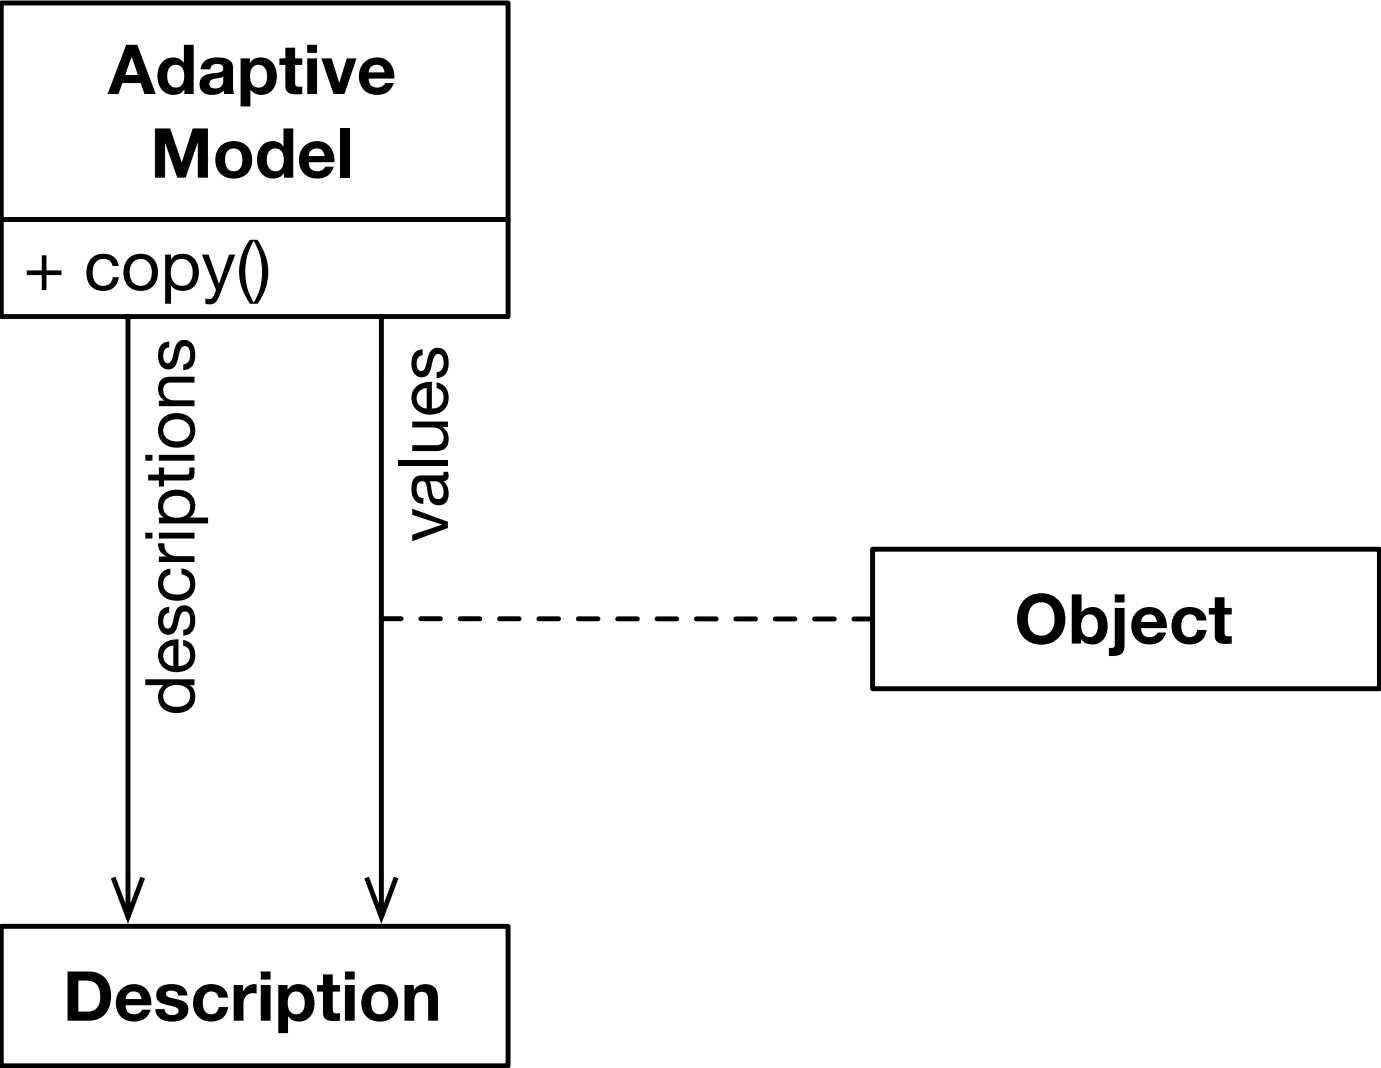 Adaptive
Model
+ copy()
descriptions
values
Object
Description